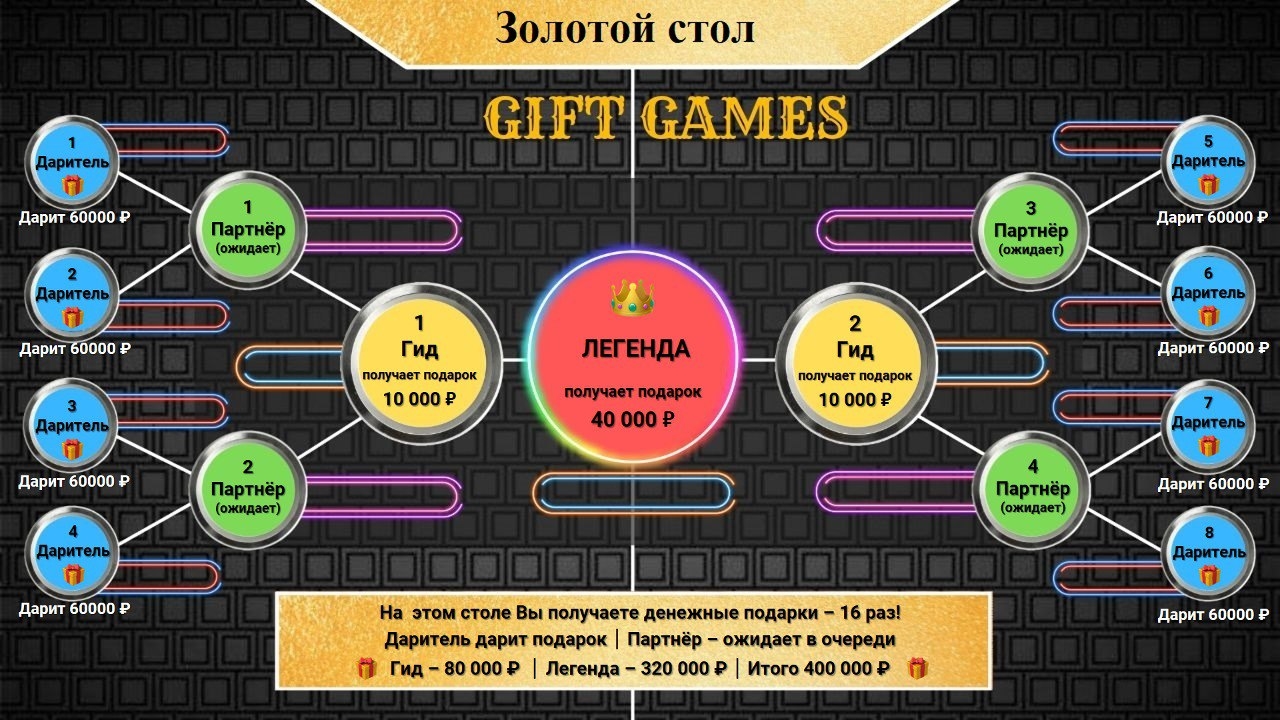 Золотой стол
GIFT GAMES
1
Даритель
Дарит 60000 ₽
2
Даритель
Дарит 60000 ₽
3
Даритель
Дарит 60000 ₽
4
Даритель
Дарит 60000 ₽
1
Партнёр
(ожидает)
2
Партнёр
(ожидает)
1
Гид
получает подарок
10 000 ₽
ЛЕГЕНДА
получает подарок
40 000 ₽
2
Гид
получает подарок
10 000 ₽
3
Партнёр
(ожидает)
4
Партнёр
(ожидает)
5
Даритель
Дарит 60000 ₽
6
Даритель
Дарит 60000 ₽
7
Даритель
Дарит 60000 ₽
8
Даритель
Дарит 60000 ₽
На этом столе Вы получаете денежные подарки – 16 раз!
Даритель дарит подарок | Партнёр – ожидает в очереди
Гид – 80 000 ₽ | Легенда – 320 000 ₽ | Итого 400 000 ₽